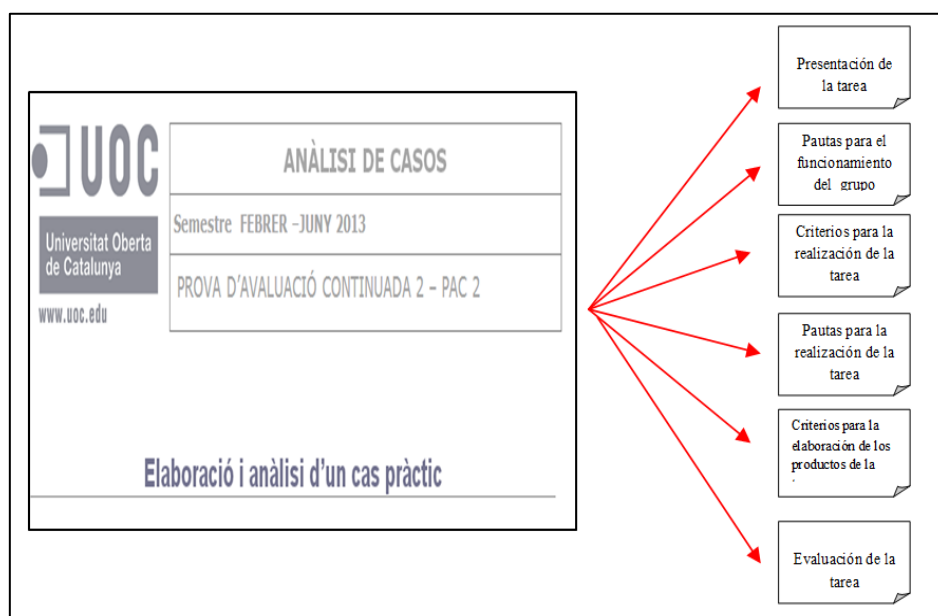 UOC
Universitat Oberta
de Catalunya
www.uoc.edu
ANÀLISI DE CASOS
Semestre FEBRER –JUNY 2013
PROVA D'AVALUACIÓ CONTINUADA 2 – PAC 2
Elaboració i anàlisi d'un cas pràctic
Presentación de
la tarea
Pautas para el
funcionamiento
del grupo
Criterios para la
realización de la
tarea
Pautas para la
realización de la
tarea
Criterios para la
elaboración de los
productos de la
Evaluación de la
tarea